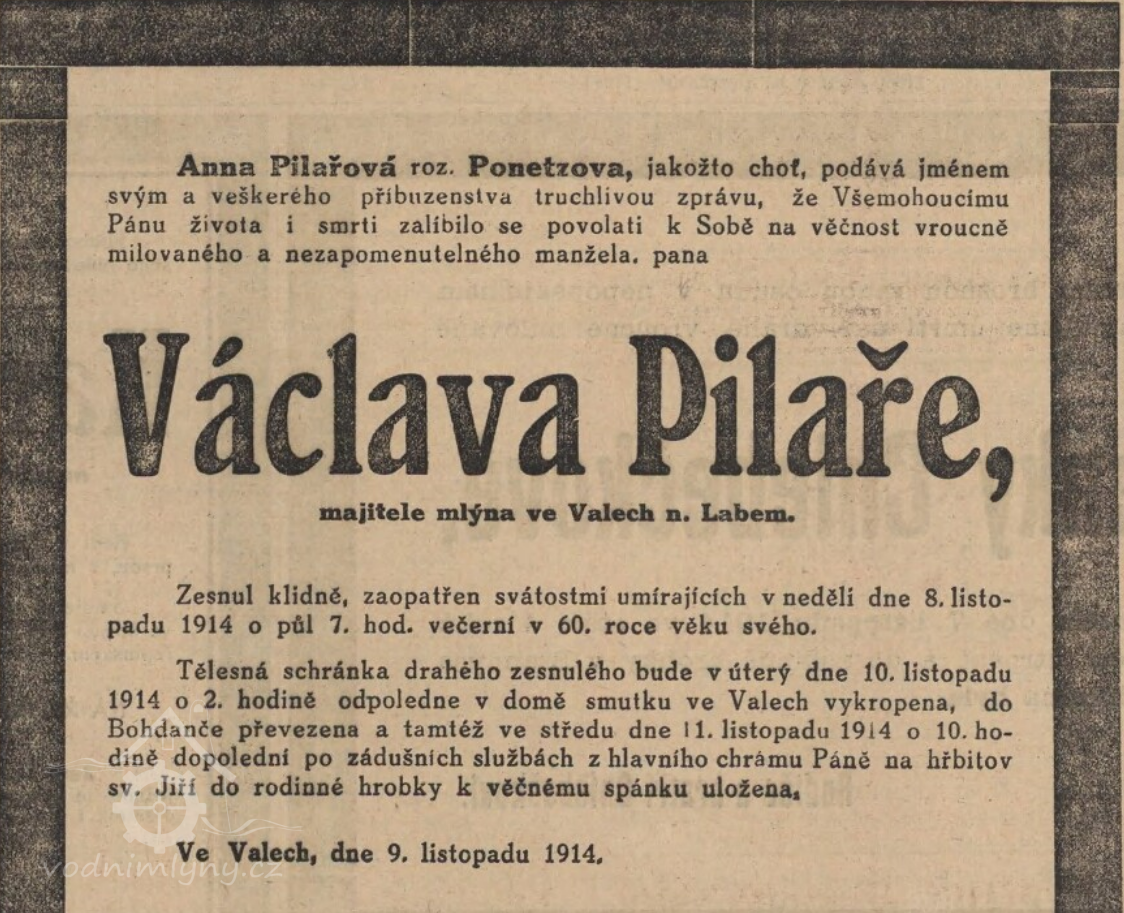 Anna Pilařová roz. Ponetzova, jakožto choť, podává jménem
svým a veškerého přibuzenstva truchlivou zprávu, že Všemohoucímu
Pánu života i smrti zalíbilo se povolati k Sobě na věčnost vroucně
milovaného a nezapomenutelného manžela. pana
Václava Pilaře,
majitele mlýna ve Valech n. Labem.
Zesnul klidně, zaopatřen svátostmi umírajících v neděli dne 8. listo-
padu 1914 o půl 7. hod. večerní v 60. roce věku svého.
Tělesná schránka drahého zesnulého bude v úterý dne 10. listopadu
1914 o 2. hodině odpoledne v domě smutku ve Valech vykropena, do
Bohdanče převezena a tamtéž ve středu dne 11. listopadu 1914 o 10. ho-
dině dopolední po zádušních službách z hlavního chrámu Páně na hřbitov
sv. Jiří do rodinné hrobky k věčnému spánku uložena.
Ve Valech, dne 9. listopadu 1914.
vodnimlyny.cz